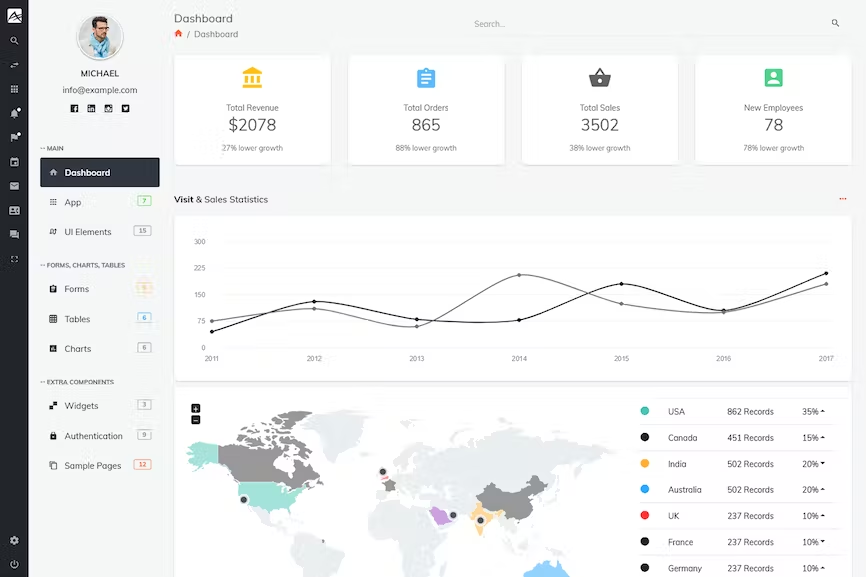 Dashboard
/ Dashboard
Search...
MICHAEL
info@example.com
-- MAIN
Dashboard
App 7
UI Elements 15
-- FORMS, CHARTS, TABLES
Forms
Tables 6
Charts 6
-- EXTRA COMPONENTS
Widgets 3
Authentication 9
Sample Pages 12
Total Revenue
$2078
27% lower growth
Total Orders
865
88% lower growth
Total Sales
3502
38% lower growth
New Employees
78
78% lower growth
Visit & Sales Statistics
300
225
150
75
0
2011 2012 2013 2014 2015 2016 2017
+
−
USA 862 Records 35%
Canada 451 Records 15%
India 502 Records 20%
Australia 502 Records 20%
UK 237 Records 10%
France 237 Records 10%
Germany 237 Records 10%